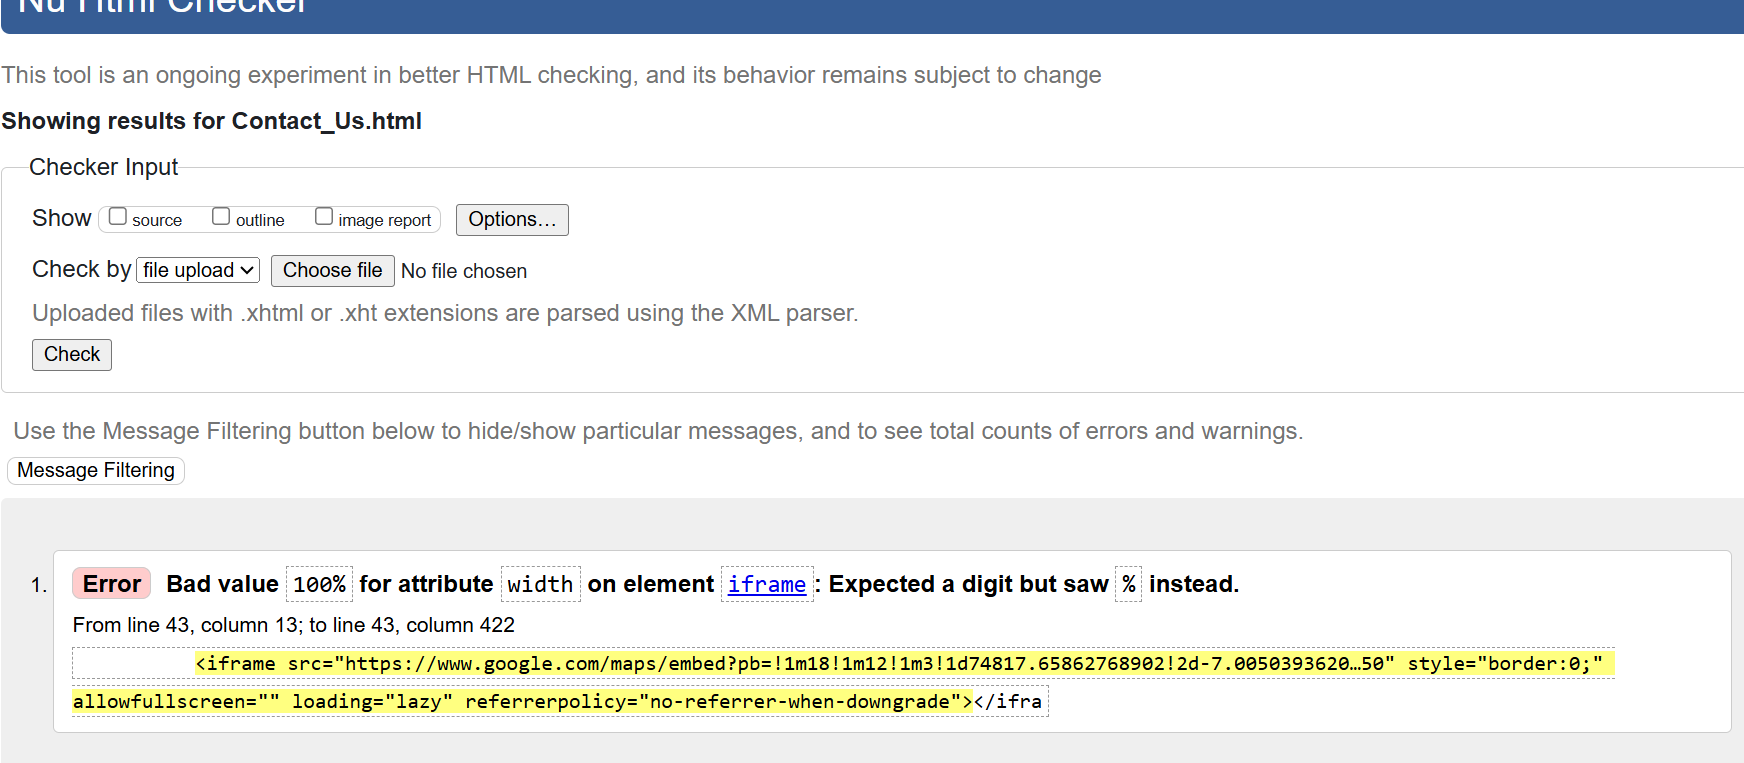 Nu Html Checker
This tool is an ongoing experiment in better HTML checking, and its behavior remains subject to change
Showing results for Contact_Us.html
Checker Input
Show source outline image report Options...
Check by file upload Choose file No file chosen
Uploaded files with .xhtml or .xht extensions are parsed using the XML parser.
Check
Use the Message Filtering button below to hide/show particular messages, and to see total counts of errors and warnings.
Message Filtering
1. Error Bad value 100% for attribute width on element iframe: Expected a digit but saw % instead.
From line 43, column 13; to line 43, column 422
<iframe src="https://www.google.com/maps/embed?pb=!1m18!1m12!1m3!1d74817.65862768902!2d-7.0050393620…50" style="border:0;"
allowfullscreen="" loading="lazy" referrerpolicy="no-referrer-when-downgrade"></ifra